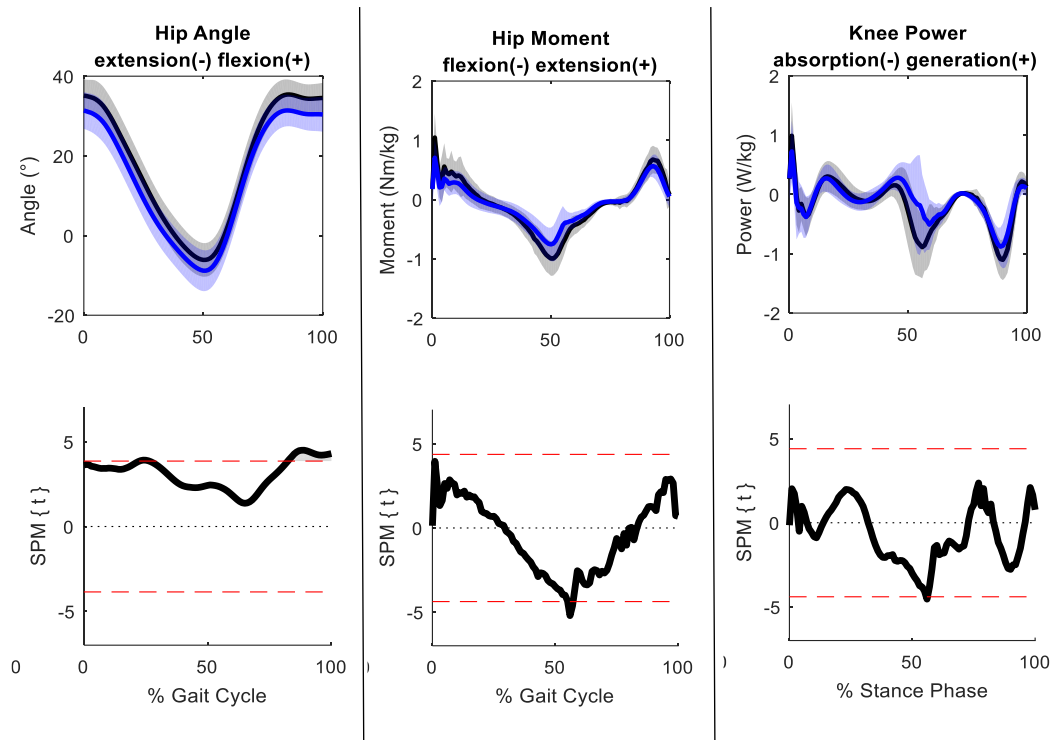 Hip Angle
extension(-) flexion(+)
40
20
0
-20
Angle (°)
0 50 100
5
0
-5
SPM { t }
0
0 50 100
% Gait Cycle
Hip Moment
flexion(-) extension(+)
2
1
0
-1
-2
Moment (Nm/kg)
0 50 100
5
0
-5
SPM { t }
)
0 50 100
% Gait Cycle
Knee Power
absorption(-) generation(+)
2
1
0
-1
-2
Power (W/kg)
0 50 100
5
0
-5
SPM { t }
)
0 50 100
% Stance Phase